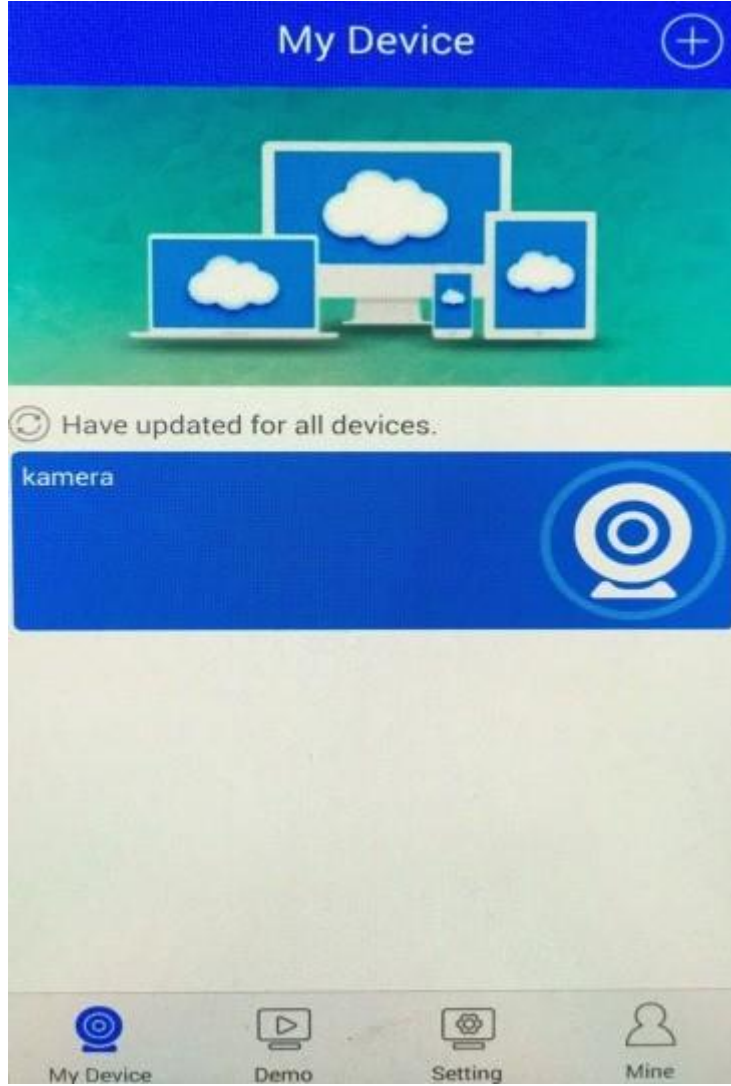 My Device
Have updated for all devices.
kamera
My Device
Demo
Setting
Mine